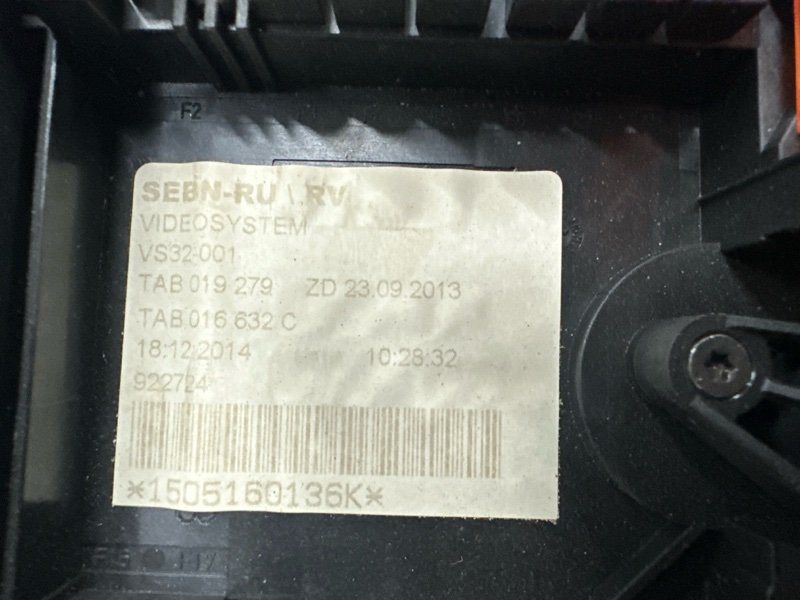 F2
SEBN-RU \ RV
VIDEOSYSTEM
VS32 001
TAB 019 279 ZD 23.09.2013
TAB 016 632 C
18.12.2014 10:28:32
922724
*1505160136K*